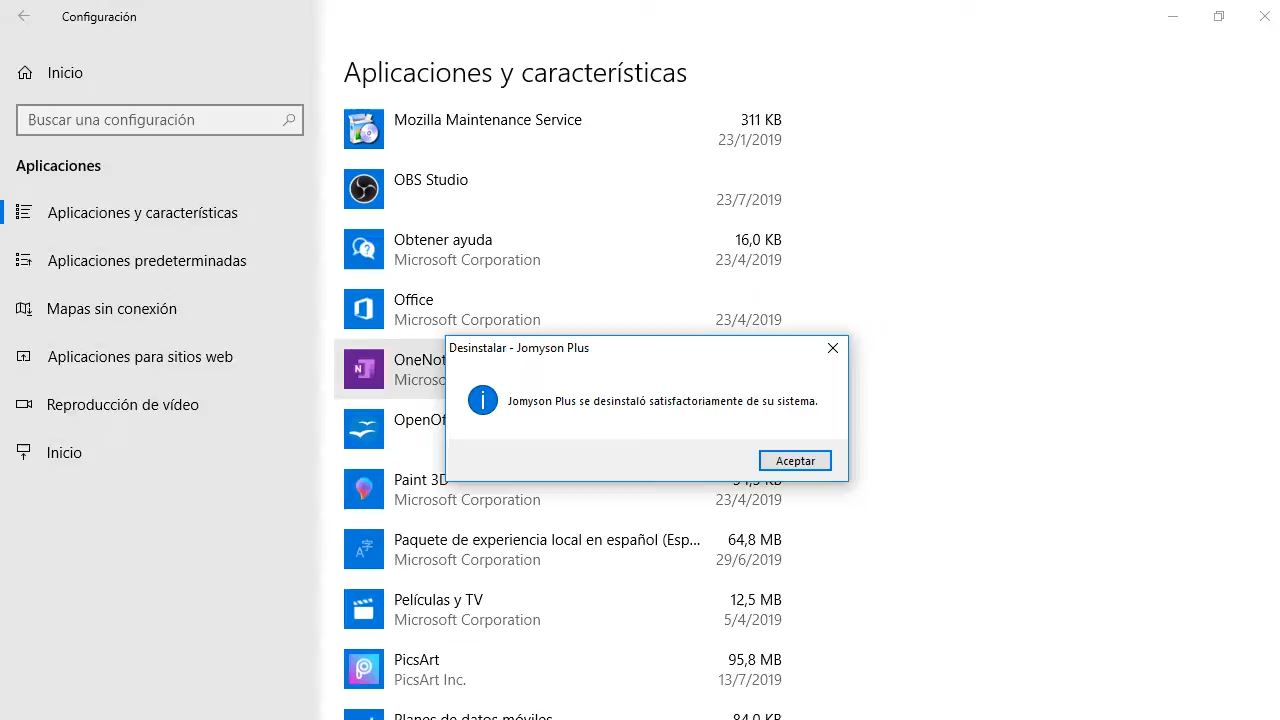 Configuración
Inicio
Buscar una configuración
Aplicaciones
Aplicaciones y características
Aplicaciones predeterminadas
Mapas sin conexión
Aplicaciones para sitios web
Reproducción de vídeo
Inicio
Aplicaciones y características
Mozilla Maintenance Service 311 KB
23/1/2019
OBS Studio
23/7/2019
Obtener ayuda 16,0 KB
Microsoft Corporation 23/4/2019
Office
Microsoft Corporation 23/4/2019
Desinstalar - Jomyson Plus
Jomyson Plus se desinstaló satisfactoriamente de su sistema.
Aceptar
Paint 3D
Microsoft Corporation 23/4/2019
Paquete de experiencia local en español (Esp... 64,8 MB
Microsoft Corporation 29/6/2019
Películas y TV 12,5 MB
Microsoft Corporation 5/4/2019
PicsArt 95,8 MB
PicsArt Inc. 13/7/2019
Planes de datos móviles 84,0 KB